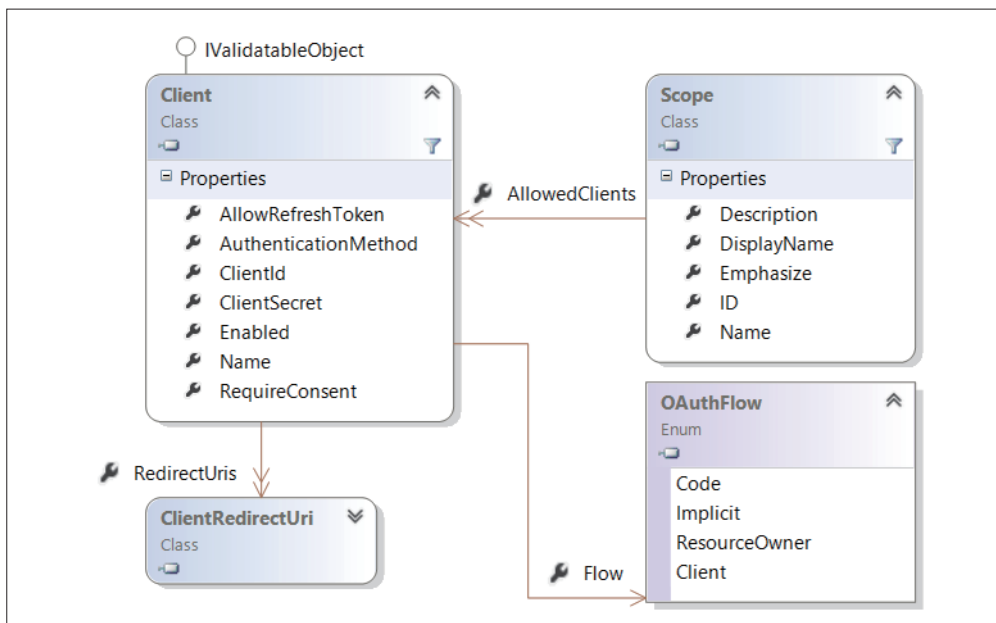 IValidatableObject
Client
Class
Properties
AllowRefreshToken
AuthenticationMethod
ClientId
ClientSecret
Enabled
Name
RequireConsent
AllowedClients
Scope
Class
Properties
Description
DisplayName
Emphasize
ID
Name
RedirectUris
ClientRedirectUri
Class
Flow
OAuthFlow
Enum
Code
Implicit
ResourceOwner
Client